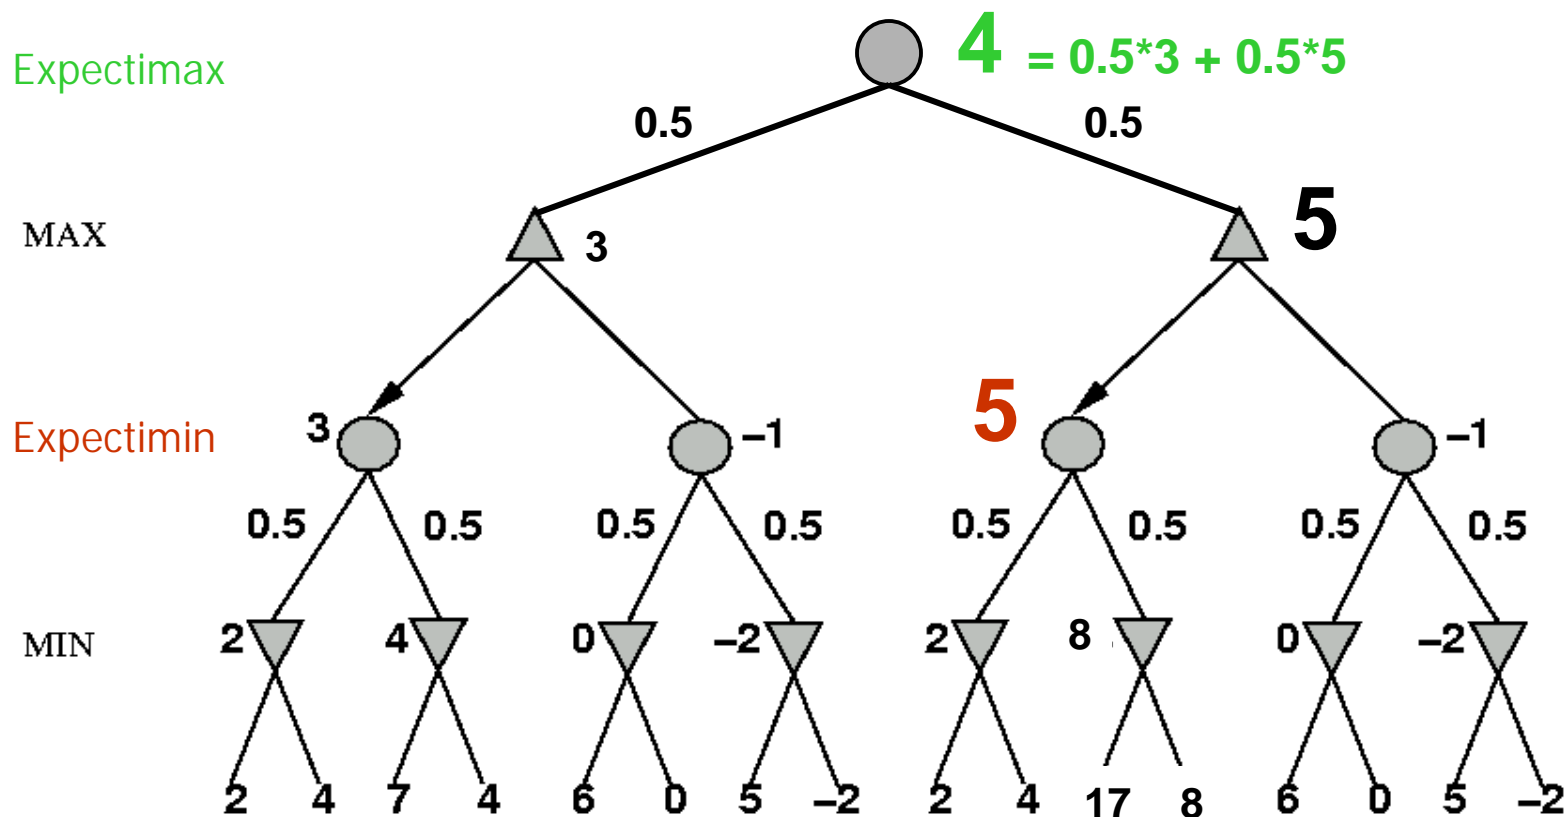 Expectimax 4 = 0.5*3 + 0.5*5
0.5 0.5
MAX 3 5
Expectimin 3 –1 5 –1
0.5 0.5 0.5 0.5 0.5 0.5 0.5 0.5
MIN 2 4 0 –2 2 8 0 –2
2 4 7 4 6 0 5 –2 2 4 17 8 6 0 5 –2